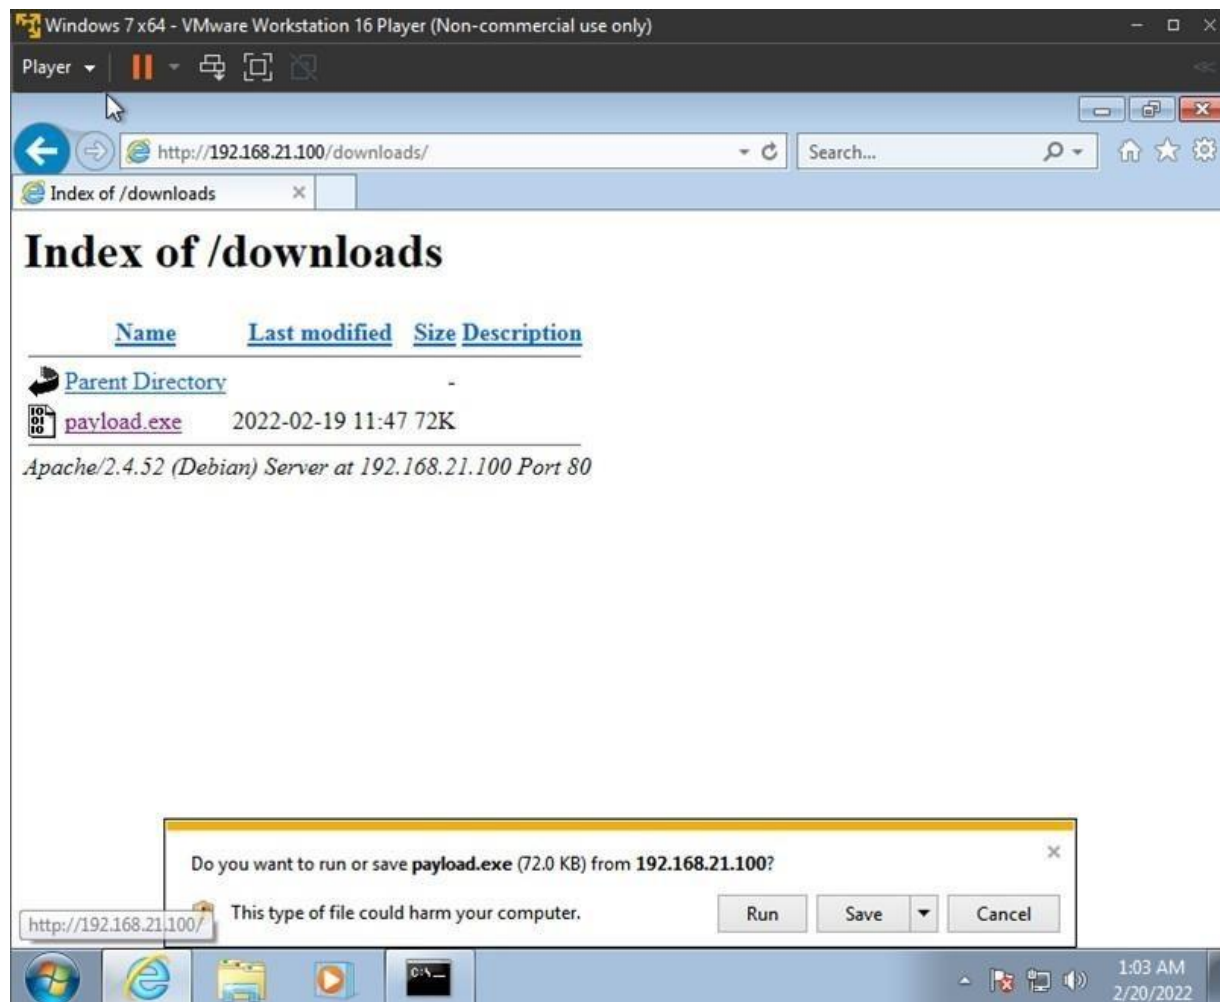 Windows 7 x64 - VMware Workstation 16 Player (Non-commercial use only)
Player
http://192.168.21.100/downloads/
Search...
Index of /downloads
Index of /downloads
Name Last modified Size Description
Parent Directory -
payload.exe 2022-02-19 11:47 72K
Apache/2.4.52 (Debian) Server at 192.168.21.100 Port 80
Do you want to run or save payload.exe (72.0 KB) from 192.168.21.100?
This type of file could harm your computer.
Run Save Cancel
http://192.168.21.100/
1:03 AM
2/20/2022